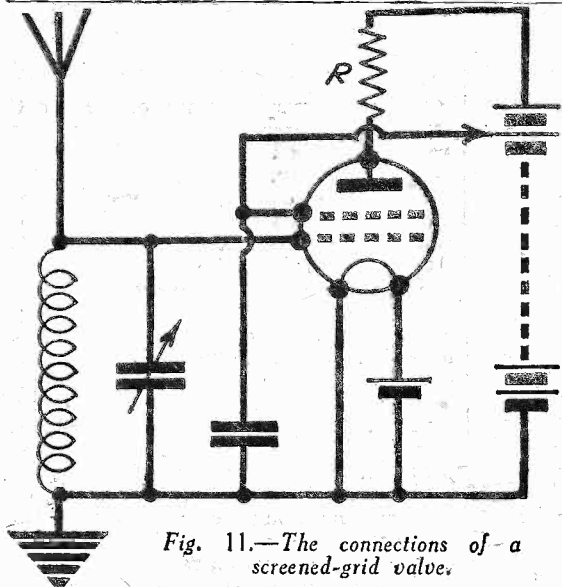 R
Fig. 11.—The connections of a
screened-grid valve.